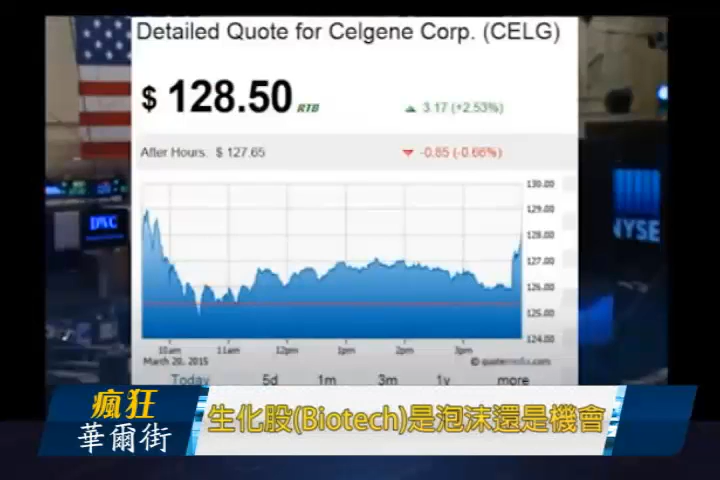 Detailed Quote for Celgene Corp. (CELG)
$ 128.50 RTB
3.17 (+2.53%)
After Hours: $ 127.65
-0.85 (-0.66%)
130.00
129.00
128.00
127.00
126.00
125.00
124.00
10am 11am 12pm 1pm 2pm 3pm
March 20, 2015
© quotemedia.com
Today 5d 1m 3m 1y more
NYSE
瘋狂
華爾街
生化股(Biotech)是泡沫還是機會